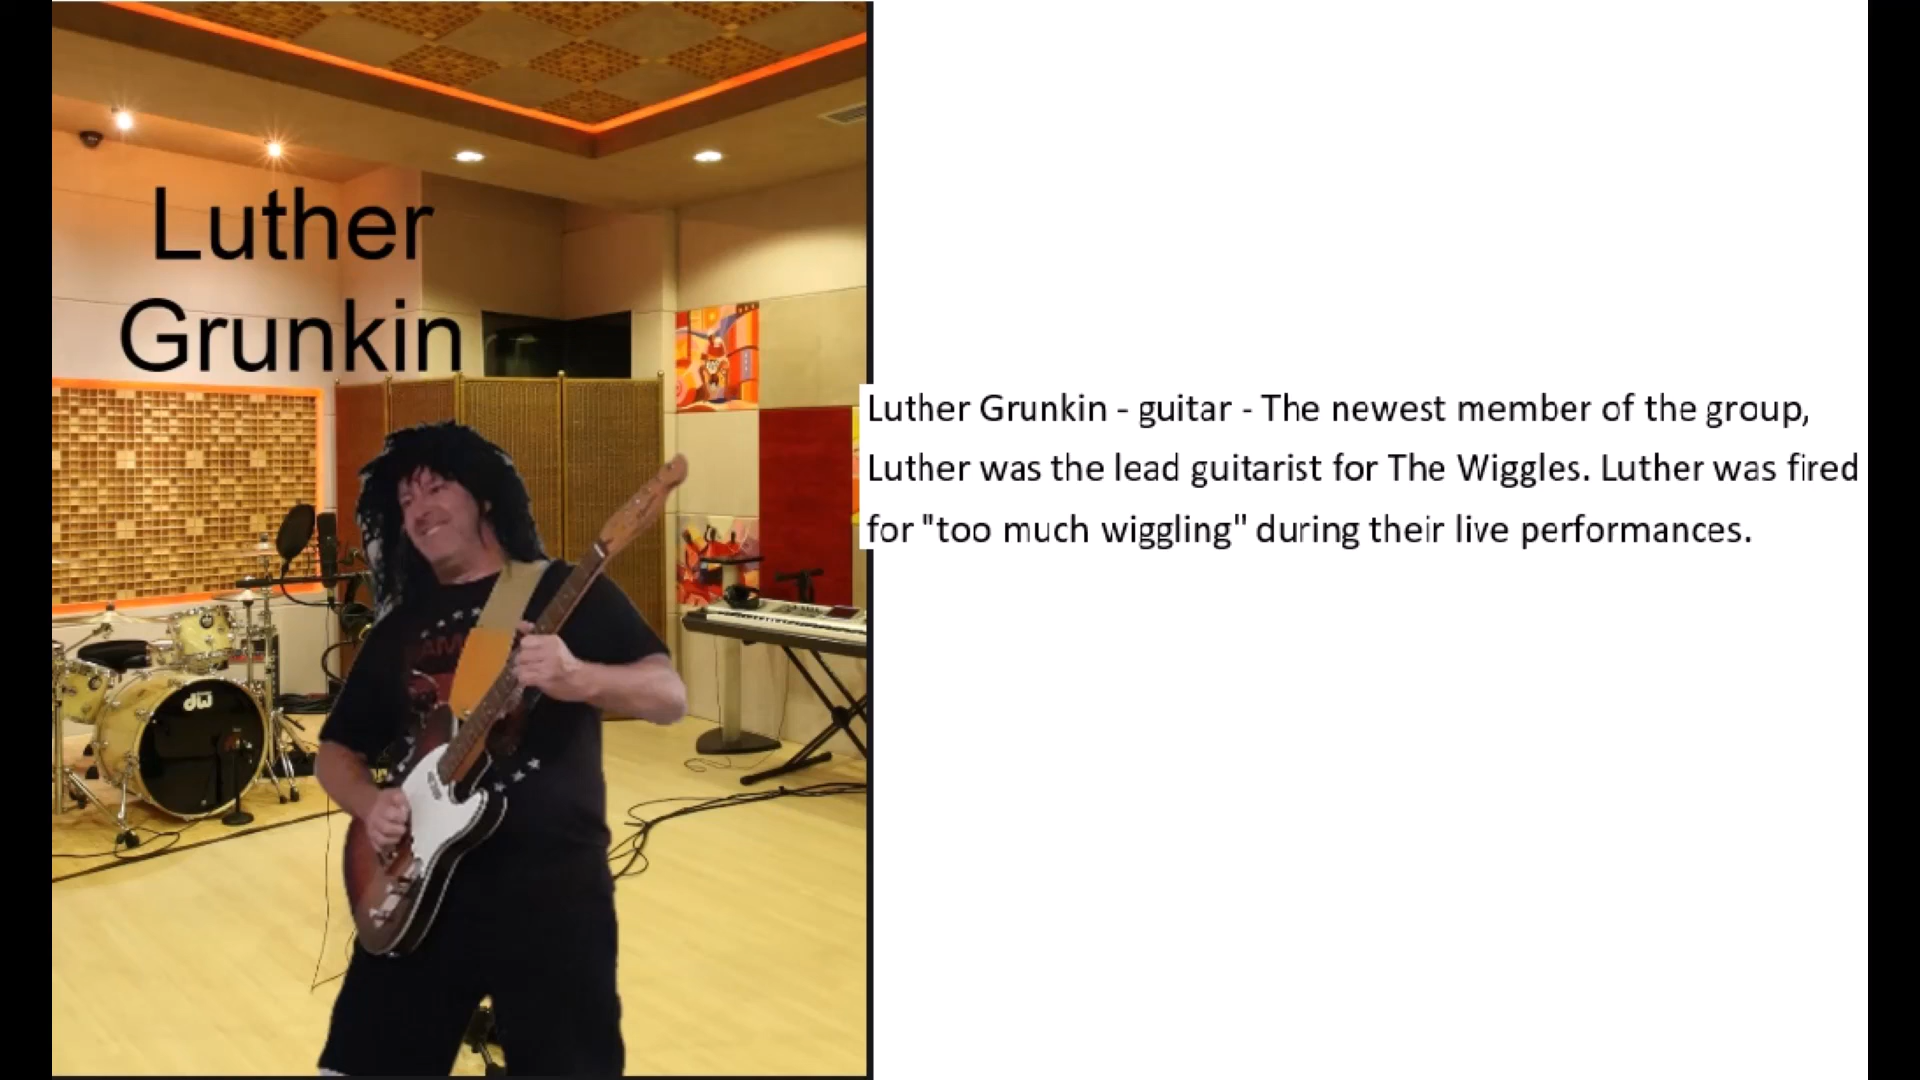 Luther
Grunkin
Luther Grunkin - guitar - The newest member of the group,
Luther was the lead guitarist for The Wiggles. Luther was fired
for "too much wiggling" during their live performances.
dw